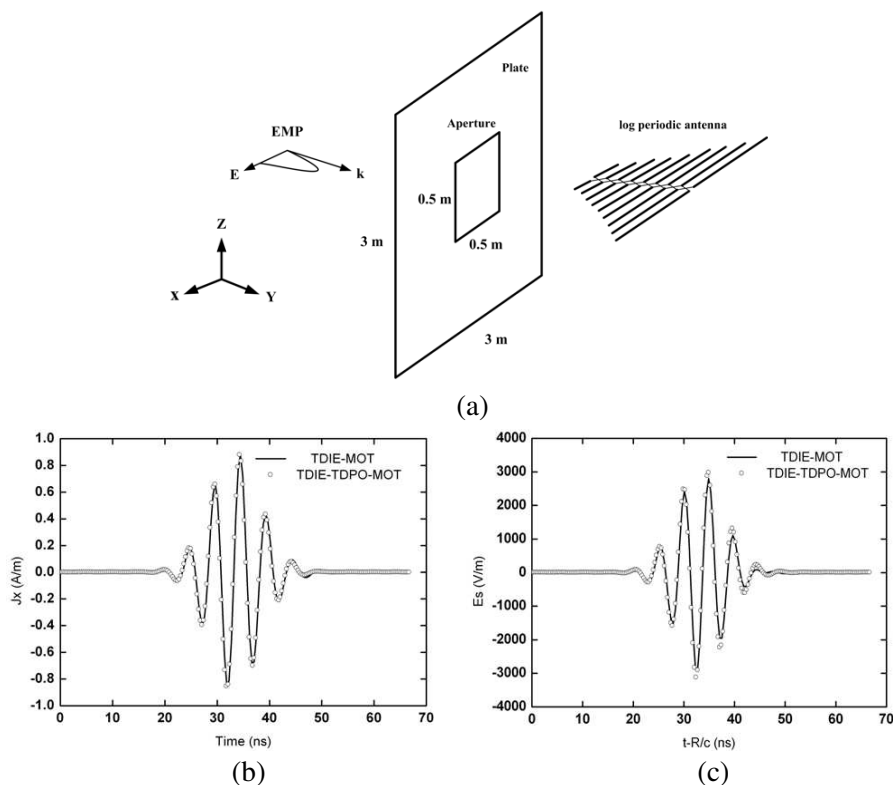 Plate
Aperture
log periodic antenna
EMP
E
k
0.5 m
0.5 m
3 m
3 m
Z
X
Y
(a)
1.0
0.8
0.6
0.4
0.2
0.0
-0.2
-0.4
-0.6
-0.8
-1.0
Jx (A/m)
TDIE-MOT
TDIE-TDPO-MOT
0 10 20 30 40 50 60 70
Time (ns)
(b)
4000
3000
2000
1000
0
-1000
-2000
-3000
-4000
Es (V/m)
TDIE-MOT
TDIE-TDPO-MOT
0 10 20 30 40 50 60 70
t-R/c (ns)
(c)